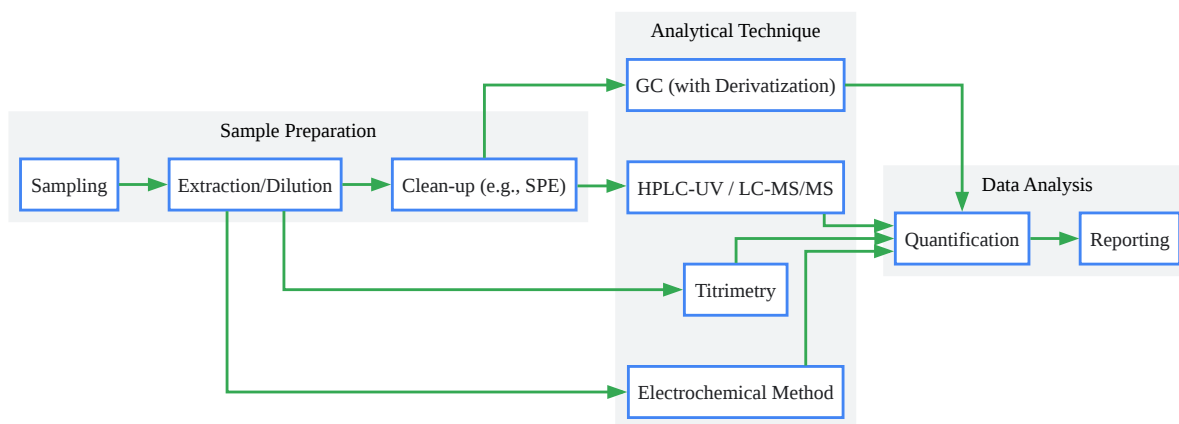 Analytical Technique
GC (with Derivatization)
Sample Preparation
Sampling
Extraction/Dilution
Clean-up (e.g., SPE)
HPLC-UV / LC-MS/MS
Data Analysis
Quantification
Reporting
Titrimetry
Electrochemical Method